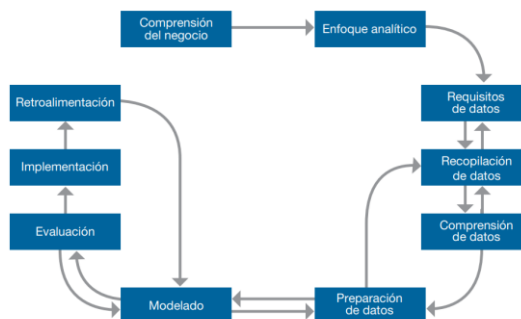 Comprensión
del negocio
Enfoque analítico
Requisitos
de datos
Recopilación
de datos
Comprensión
de datos
Preparación
de datos
Modelado
Evaluación
Implementación
Retroalimentación